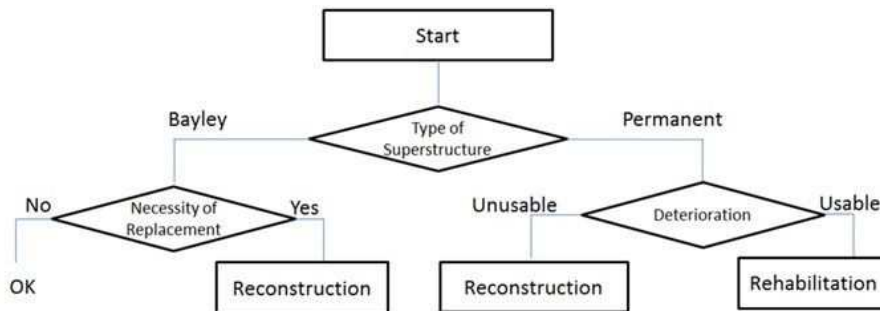 Start
Bayley
Type of
Superstructure
Permanent
No
Necessity of
Replacement
Yes
Unusable
Deterioration
Usable
OK
Reconstruction
Reconstruction
Rehabilitation